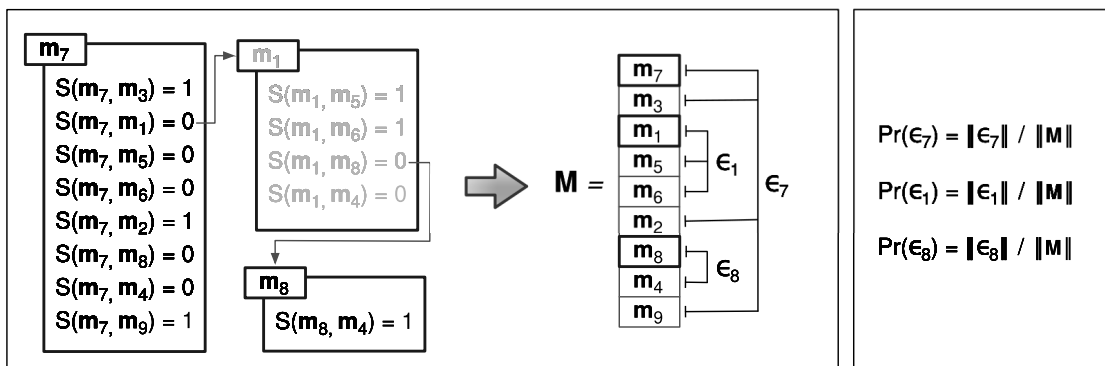 m₇
S(m₇, m₃) = 1
S(m₇, m₁) = 0
S(m₇, m₅) = 0
S(m₇, m₆) = 0
S(m₇, m₂) = 1
S(m₇, m₈) = 0
S(m₇, m₄) = 0
S(m₇, m₉) = 1
m₁
S(m₁, m₅) = 1
S(m₁, m₆) = 1
S(m₁, m₈) = 0
S(m₁, m₄) = 0
m₈
S(m₈, m₄) = 1
M =
m₇
m₃
m₁
m₅
m₆
m₂
m₈
m₄
m₉
ϵ₁
ϵ₇
ϵ₈
Pr(ϵ₇) = ‖ϵ₇‖ / ‖M‖
Pr(ϵ₁) = ‖ϵ₁‖ / ‖M‖
Pr(ϵ₈) = ‖ϵ₈‖ / ‖M‖